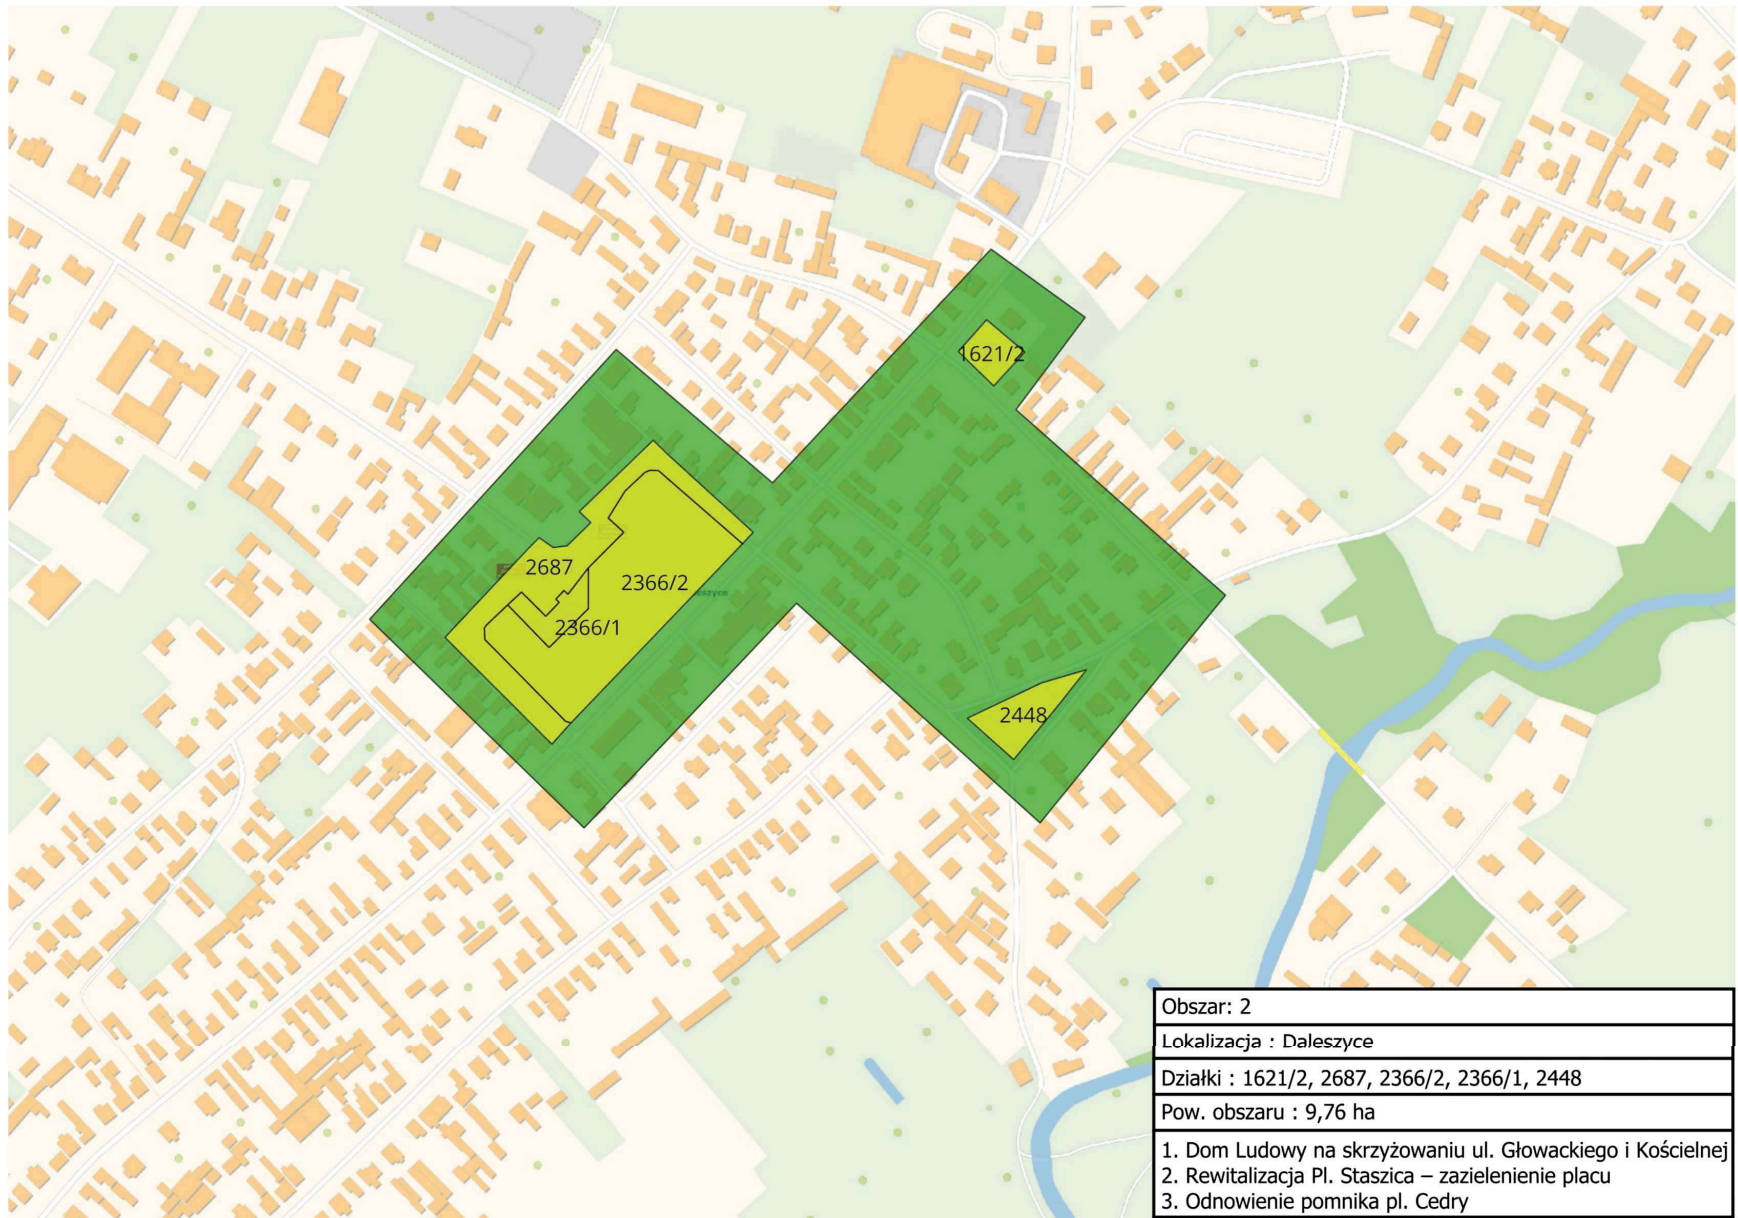 1621/2
2687
2366/2
2366/1
2448
Obszar: 2
Lokalizacja : Daleszyce
Działki : 1621/2, 2687, 2366/2, 2366/1, 2448
Pow. obszaru : 9,76 ha
1. Dom Ludowy na skrzyżowaniu ul. Głowackiego i Kościelnej
2. Rewitalizacja Pl. Staszica – zazielenienie placu
3. Odnowienie pomnika pl. Cedry